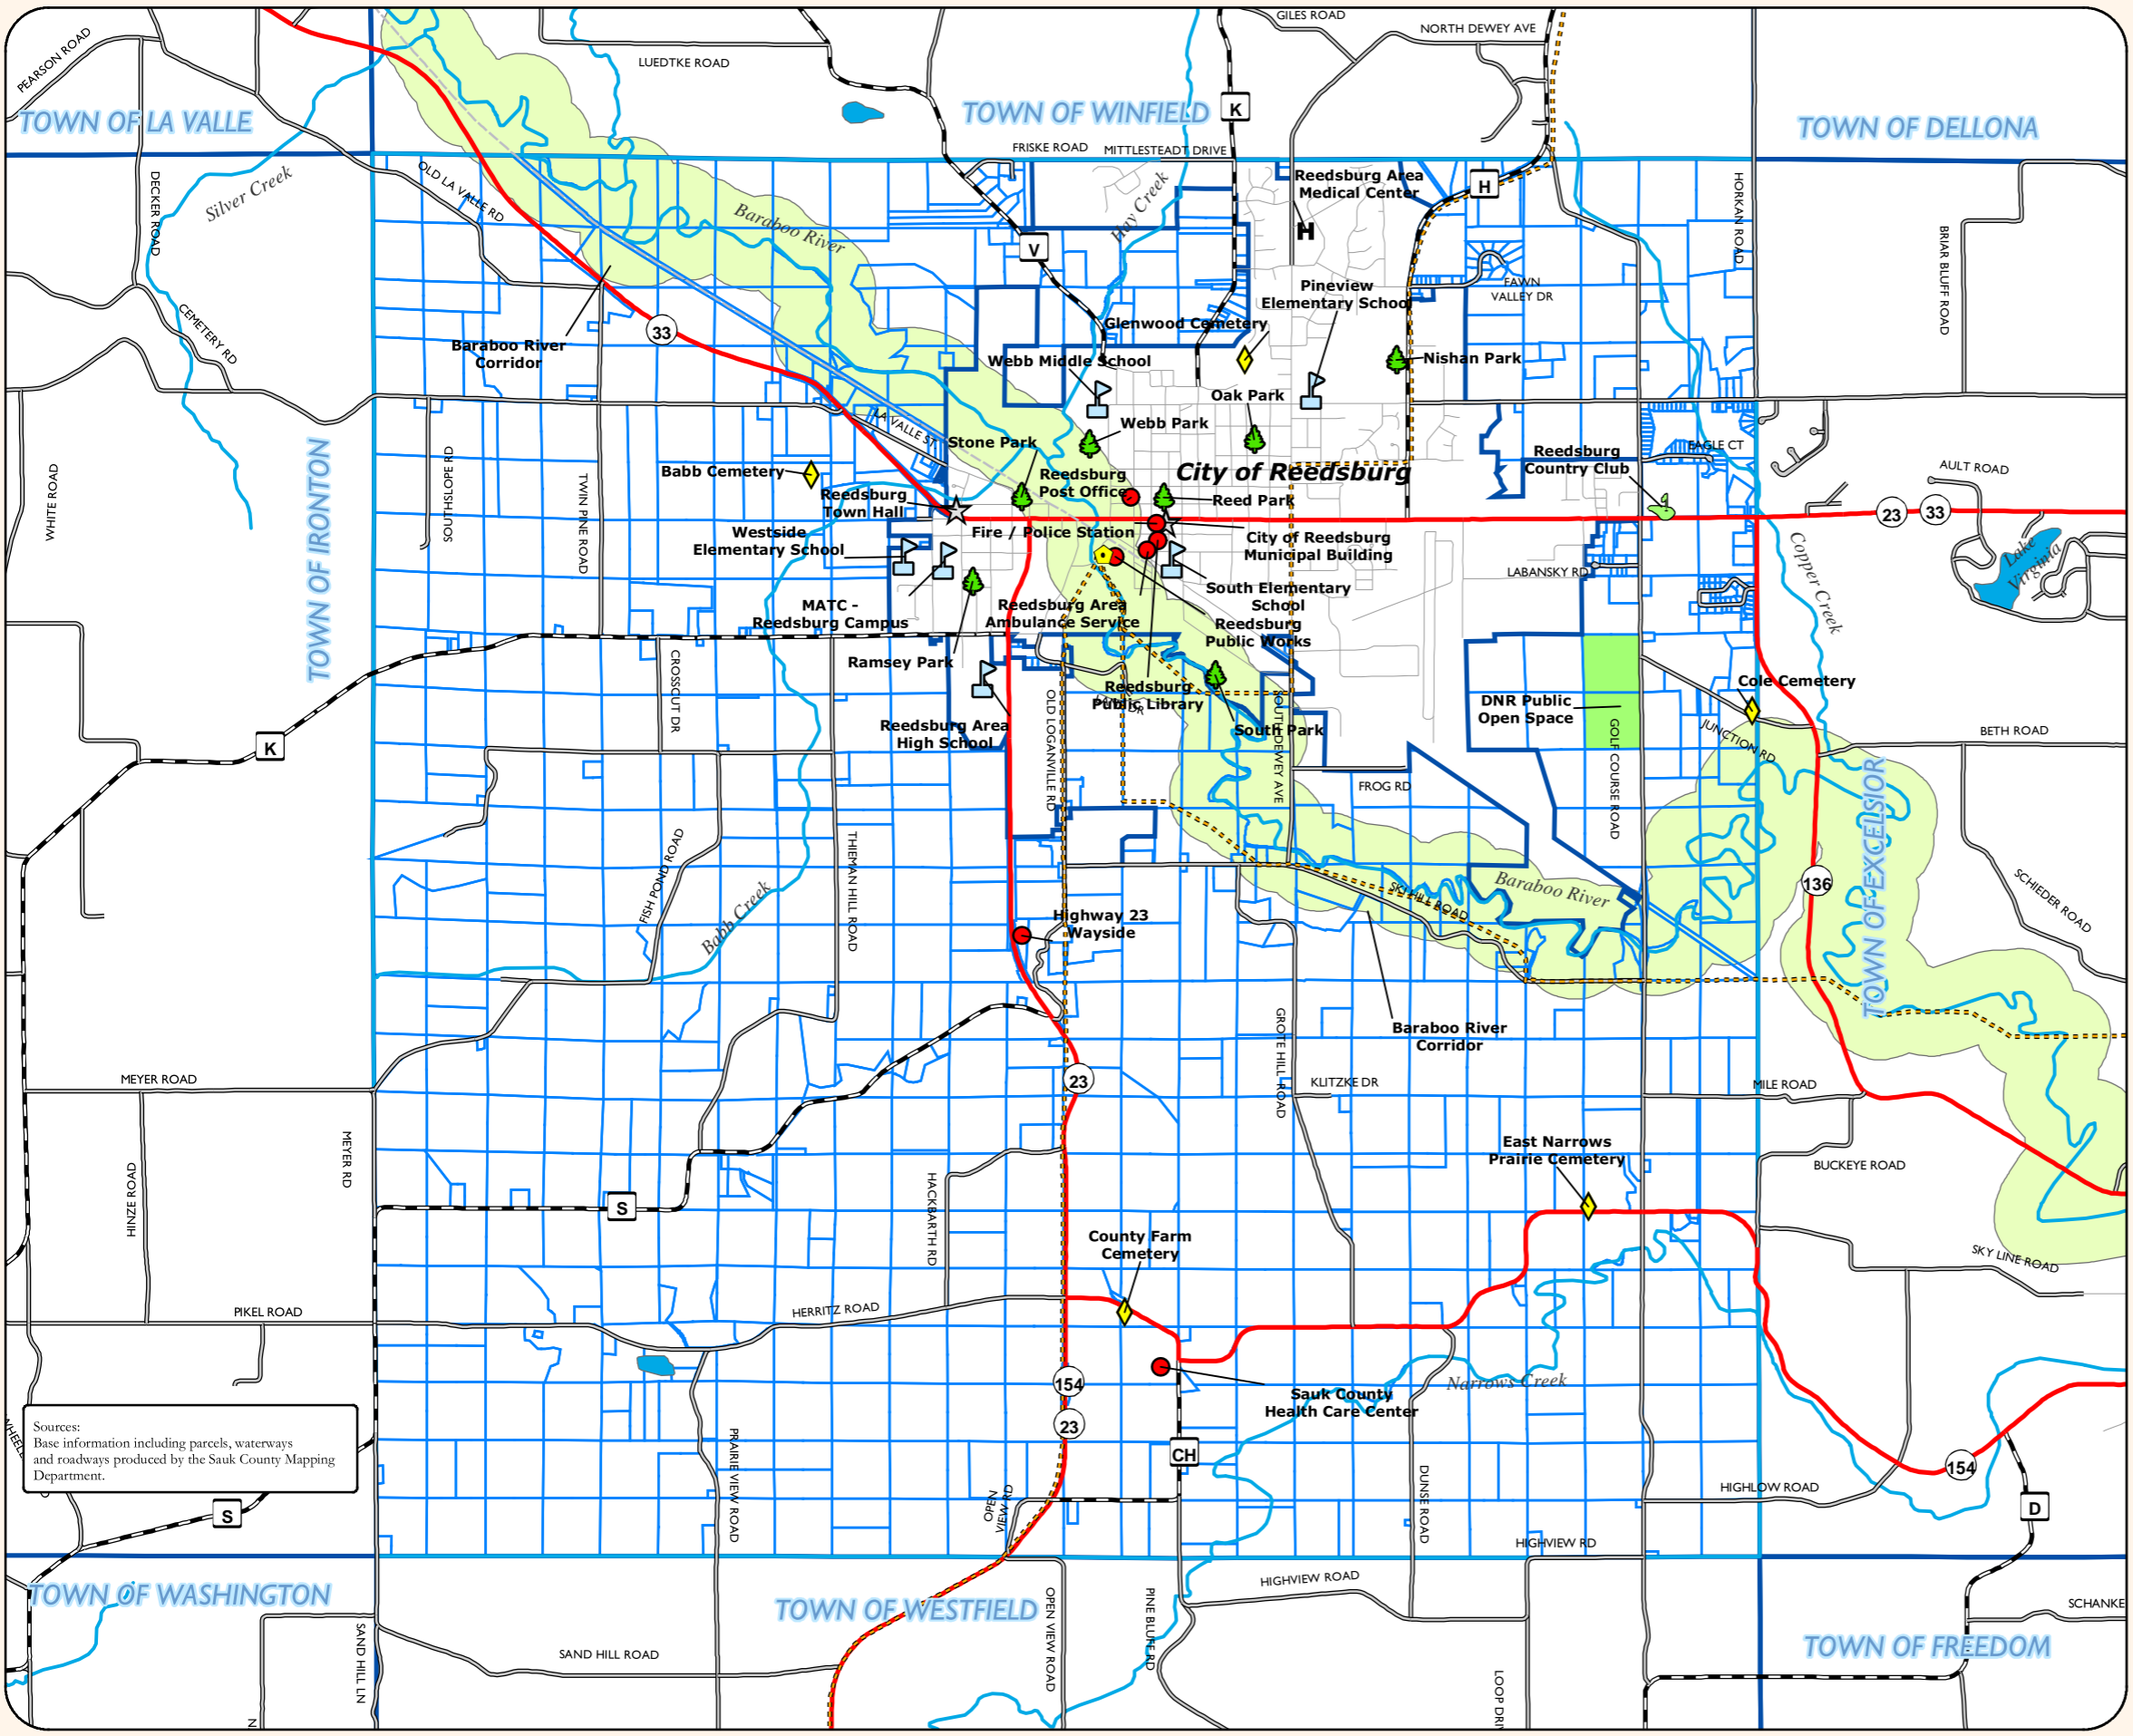 GILES ROAD
NORTH DEWEY AVE
PEARSON ROAD
LUEDTKE ROAD
K
TOWN OF LA VALLE
TOWN OF WINFIELD
TOWN OF DELLONA
FRISKE ROAD
MITTLESTEADT DRIVE
OLD LA VALLE RD
DECKER ROAD
Silver Creek
Baraboo River
Hay Creek
Reedsburg Area
Medical Center
H
H
HORKAN ROAD
BRIAR BLUFF ROAD
V
CEMETERY RD
Pineview
Elementary School
FAWN
VALLEY DR
Glenwood Cemetery
33
Baraboo River
Corridor
Webb Middle School
Nishan Park
Oak Park
LA VALLE ST
Webb Park
Stone Park
TOWN OF IRONTON
WHITE ROAD
SOUTHSLOPE RD
TWIN PINE ROAD
Babb Cemetery
Reedsburg
Post Office
City of Reedsburg
Reedsburg
Country Club
EAGLE CT
AULT ROAD
Reedsburg
Town Hall
Reed Park
23
33
Westside
Elementary School
Fire / Police Station
City of Reedsburg
Municipal Building
LABANSKY RD
Copper Creek
Lake
Virginia
South Elementary
School
MATC -
Reedsburg Campus
Reedsburg Area
Ambulance Service
Reedsburg
Public Works
Ramsey Park
CROSSCUT DR
Reedsburg
Public Library
OLD LOGANVILLE RD
SOUTH DEWEY AVE
South Park
DNR Public
Open Space
Cole Cemetery
JUNCTION RD
BETH ROAD
GOLF COURSE ROAD
K
Reedsburg Area
High School
FROG RD
TOWN OF EXCELSIOR
THIEMAN HILL ROAD
FISH POND ROAD
Babb Creek
SKI HILL ROAD
Baraboo River
136
SCHIEDER ROAD
Highway 23
Wayside
GROTE HILL ROAD
Baraboo River
Corridor
MEYER ROAD
23
KLITZKE DR
MILE ROAD
MEYER RD
HINZE ROAD
HACKBARTH RD
East Narrows
Prairie Cemetery
BUCKEYE ROAD
S
County Farm
Cemetery
SKY LINE ROAD
PIKEL ROAD
HERRITZ ROAD
154
Narrows Creek
Sauk County
Health Care Center
23
CH
PRAIRIE VIEW ROAD
DUNSE ROAD
154
Sources:
Base information including parcels, waterways
and roadways produced by the Sauk County Mapping
Department.
HIGHLOW ROAD
S
OPEN
VIEW RD
D
HIGHVIEW RD
TOWN OF WASHINGTON
TOWN OF WESTFIELD
HIGHVIEW ROAD
OPEN VIEW ROAD
PINE BLUFF RD
SCHANKE
TOWN OF FREEDOM
SAND HILL LN
SAND HILL ROAD
LOOP DRI
N